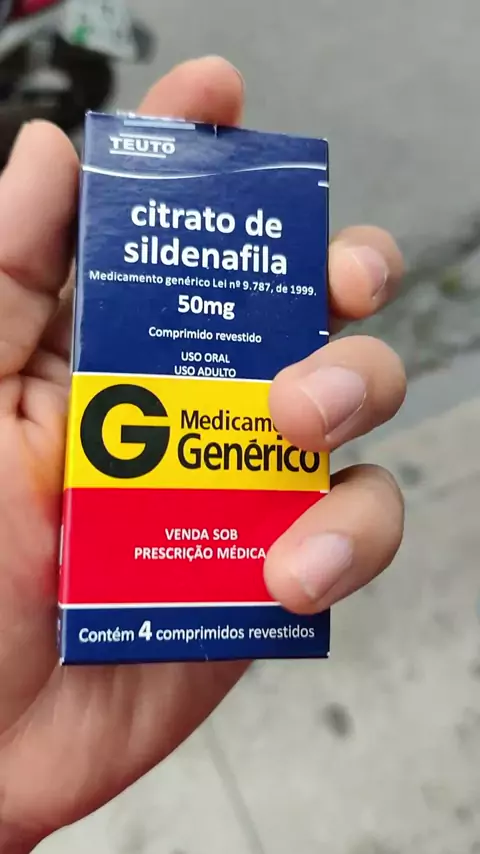 TEUTO
citrato de
sildenafila
Medicamento genérico Lei nº 9.787, de 1999.
50mg
Comprimido revestido
USO ORAL
USO ADULTO
G
Genérico
VENDA SOB
PRESCRIÇÃO MÉDICA
Contém 4 comprimidos revestidos